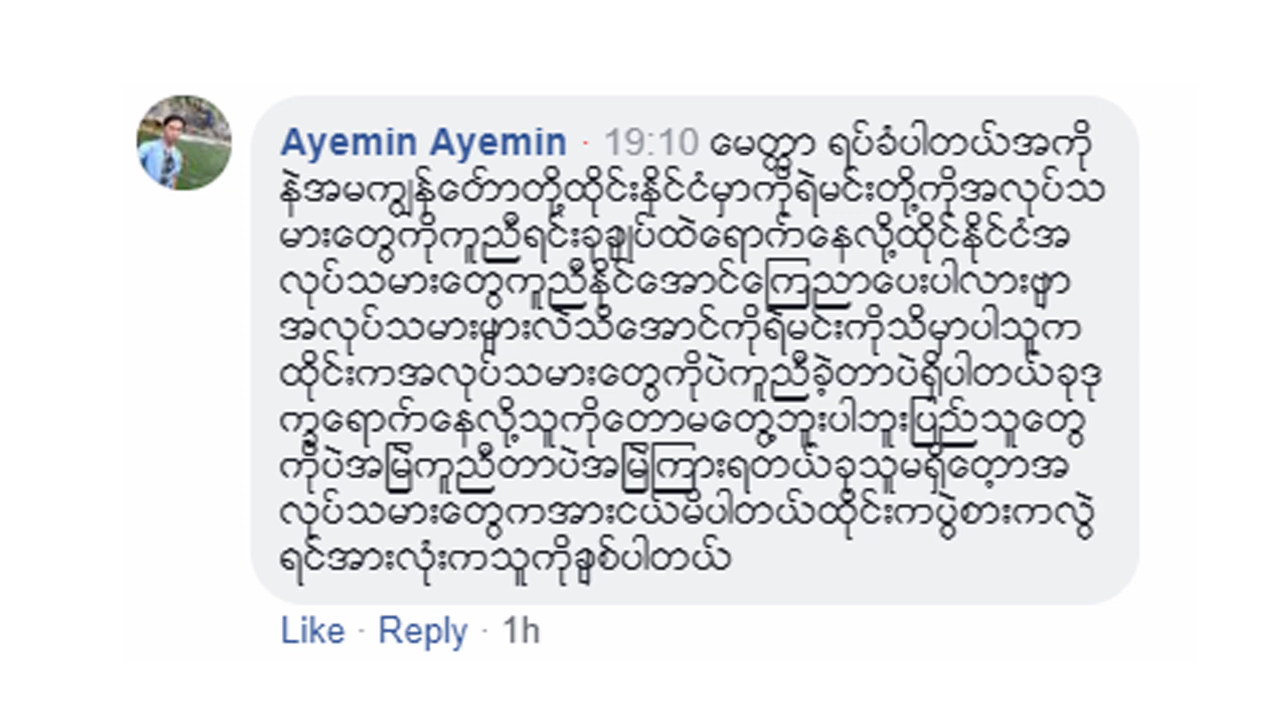 Ayemin Ayemin · 19:10 မေတ္တာ ရပ်ခံပါတယ်အကို
နဲ့အမကျွန်တော်တို့ထိုင်းနိုင်ငံမှာကိုရဲမင်းတို့ကိုအလုပ်သ
မားတွေကိုကူညီရင်းခုချုပ်ထဲရောက်နေလို့ထိုင်နိုင်ငံအ
လုပ်သမားတွေကူညီနိုင်အောင်ကြေညာပေးပါလားဗျာ
အလုပ်သမားများလဲသိအောင်ကိုရဲမင်းကိုသိမှာပါသူက
ထိုင်းကအလုပ်သမားတွေကိုပဲကူညီခဲ့တာပဲရှိပါတယ်ခုဒု
က္ခရောက်နေလို့သူကိုတောမတွေ့ဘူးပါဘူးပြည်သူတွေ
ကိုပဲအမြဲကူညီတာပဲအမြဲကြားရတယ်ခုသူမရှိတော့အ
လုပ်သမားတွေကအားငယ်မိပါတယ်ထိုင်းကပွဲစားကလွဲ
ရင်အားလုံးကသူကိုချစ်ပါတယ်
Like · Reply · 1h